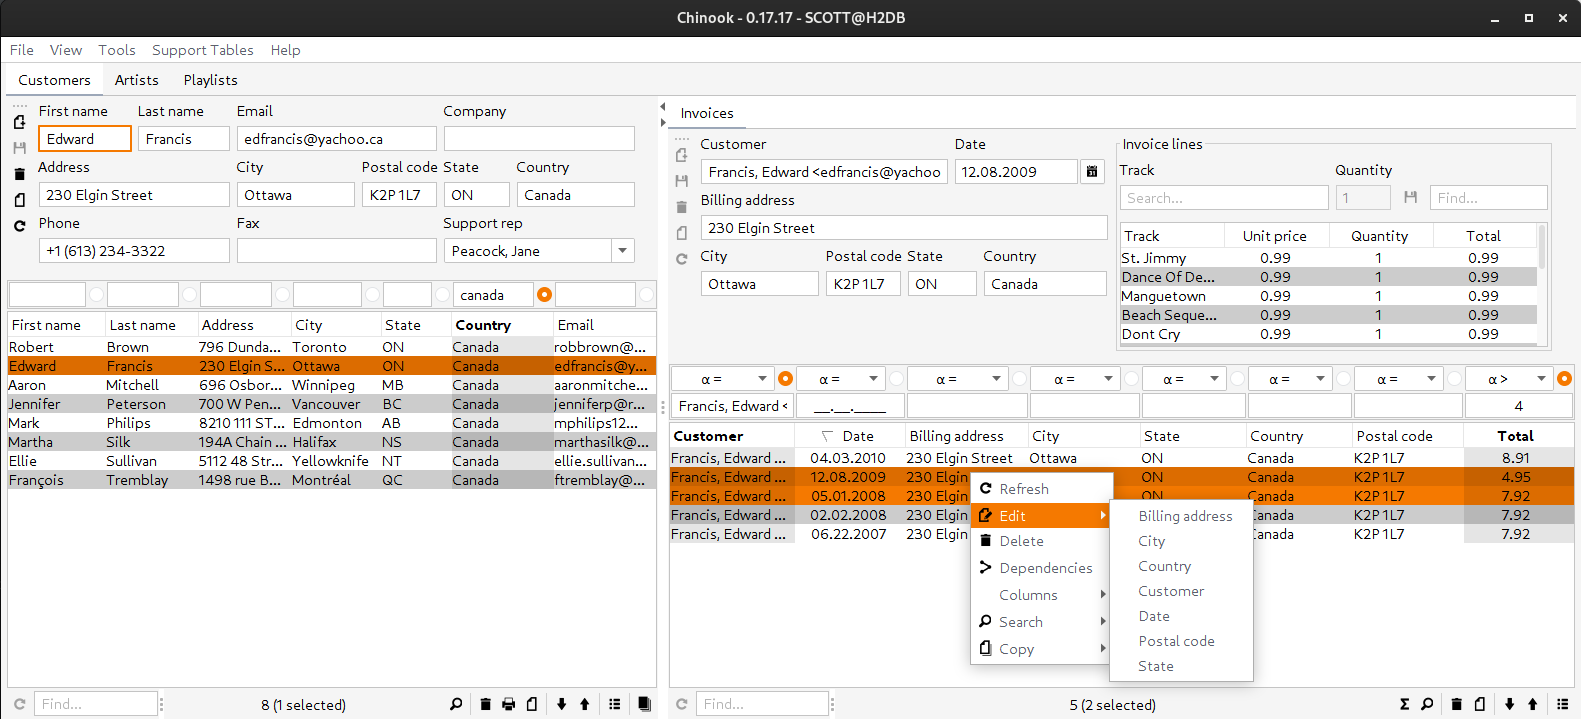 Chinook - 0.17.17 - SCOTT@H2DB
File View Tools Support Tables Help
Customers Artists Playlists
First name Last name Email Company
Edward Francis edfrancis@yachoo.ca
Address City Postal code State Country
230 Elgin Street Ottawa K2P 1L7 ON Canada
Phone Fax Support rep
+1 (613) 234-3322 Peacock, Jane
canada
First name Last name Address City State Country Email
Robert Brown 796 Dunda... Toronto ON Canada robbrown@...
Edward Francis 230 Elgin S... Ottawa ON Canada edfrancis@y...
Aaron Mitchell 696 Osbor... Winnipeg MB Canada aaronmitche...
Jennifer Peterson 700 W Pen... Vancouver BC Canada jenniferp@r...
Mark Philips 8210 111 ST... Edmonton AB Canada mphilips12...
Martha Silk 194A Chain ... Halifax NS Canada marthasilk@...
Ellie Sullivan 5112 48 Str... Yellowknife NT Canada ellie.sullivan...
François Tremblay 1498 rue B... Montréal QC Canada ftremblay@...
Find... 8 (1 selected)
Invoices
Customer Date
Francis, Edward <edfrancis@yachoo 12.08.2009
Billing address
230 Elgin Street
City Postal code State Country
Ottawa K2P 1L7 ON Canada
Invoice lines
Track Quantity
Search... 1 Find...
Track Unit price Quantity Total
St. Jimmy 0.99 1 0.99
Dance Of De... 0.99 1 0.99
Manguetown 0.99 1 0.99
Beach Seque... 0.99 1 0.99
Dont Cry 0.99 1 0.99
α = α = α = α = α = α = α = α >
Francis, Edward < __.__.____ 4
Customer Date Billing address City State Country Postal code Total
Francis, Edward ... 04.03.2010 230 Elgin Street Ottawa ON Canada K2P 1L7 8.91
Francis, Edward ... 12.08.2009 230 Elgin ON Canada K2P 1L7 4.95
Francis, Edward ... 05.01.2008 230 Elgin ON Canada K2P 1L7 7.92
Francis, Edward ... 02.02.2008 230 Elgin Canada K2P 1L7 7.92
Francis, Edward ... 06.22.2007 230 Elgin Canada K2P 1L7 7.92
Refresh
Edit
Delete
Dependencies
Columns
Search
Copy
Billing address
City
Country
Customer
Date
Postal code
State
Find... 5 (2 selected)